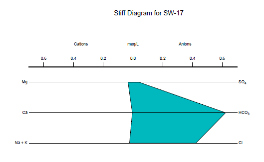 Stiff Diagram for SW-17
Cations meq/L Anions
0.6 0.4 0.2 0.2 0.4 0.6
Mg SO4
Ca HCO3
Na + K Cl